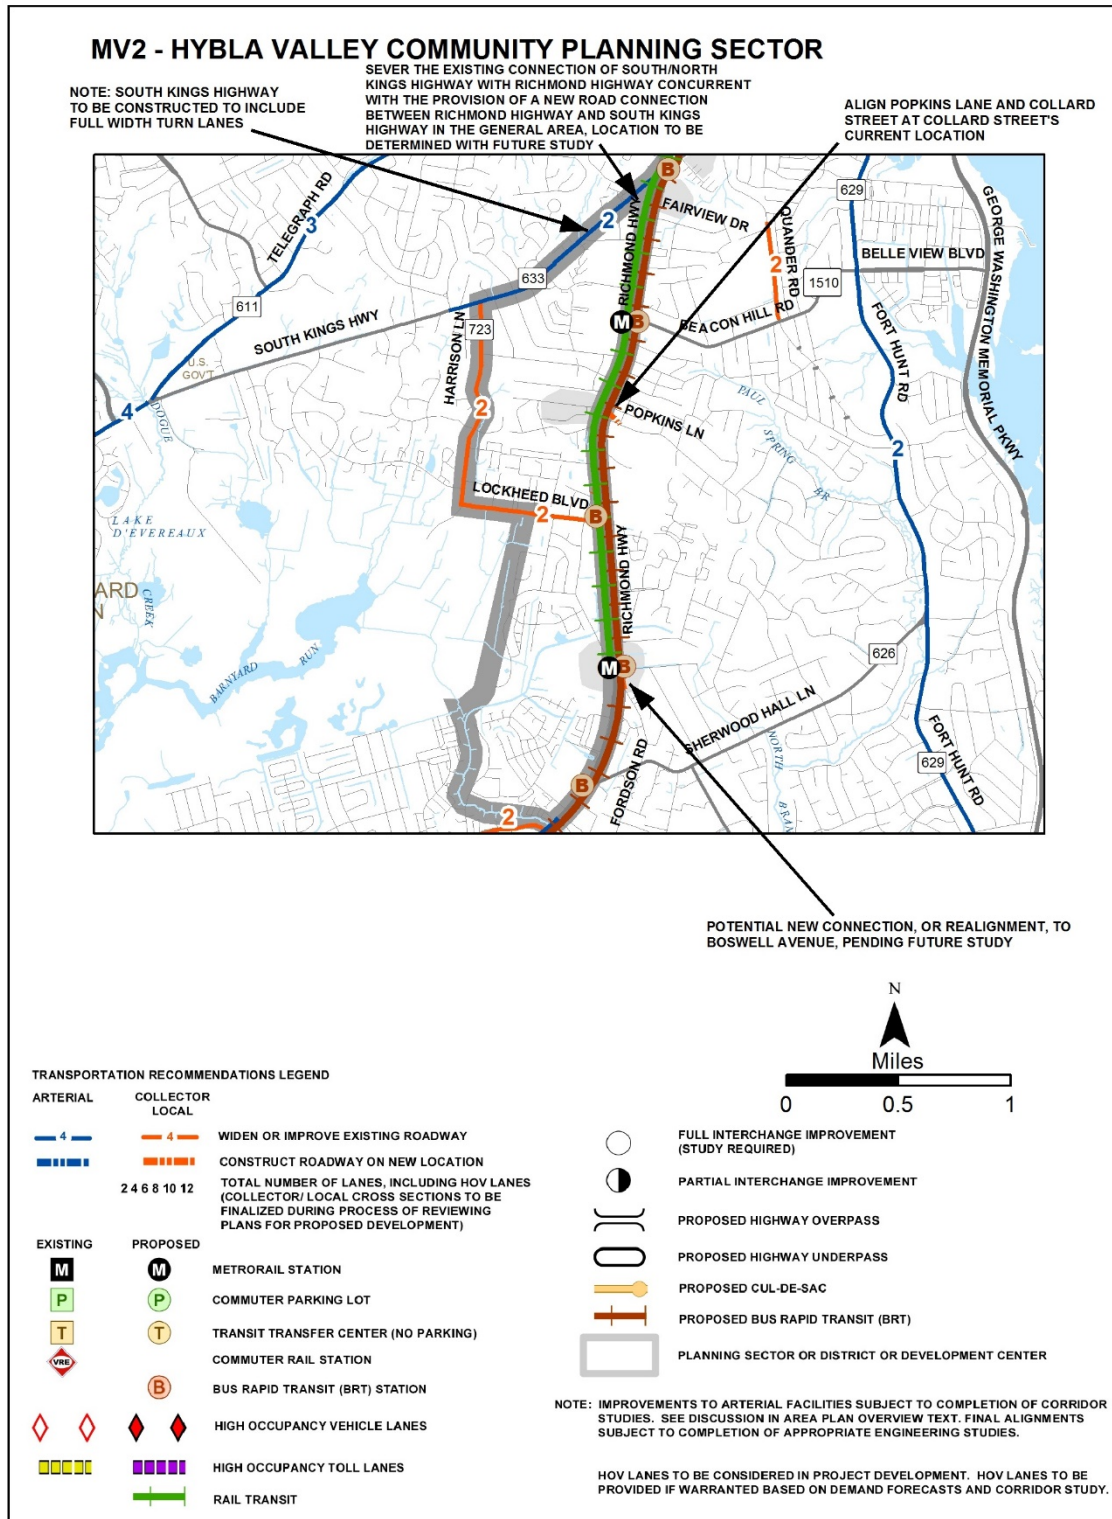 MV2 - HYBLA VALLEY COMMUNITY PLANNING SECTOR
NOTE: SOUTH KINGS HIGHWAY
TO BE CONSTRUCTED TO INCLUDE
FULL WIDTH TURN LANES
SEVER THE EXISTING CONNECTION OF SOUTH/NORTH
KINGS HIGHWAY WITH RICHMOND HIGHWAY CONCURRENT
WITH THE PROVISION OF A NEW ROAD CONNECTION
BETWEEN RICHMOND HIGHWAY AND SOUTH KINGS
HIGHWAY IN THE GENERAL AREA, LOCATION TO BE
DETERMINED WITH FUTURE STUDY
ALIGN POPKINS LANE AND COLLARD
STREET AT COLLARD STREET'S
CURRENT LOCATION
TELEGRAPH RD
3
611
SOUTH KINGS HWY
U.S.
GOV'T
4
DOGUE
633
2
723
HARRISON LN
2
B
RICHMOND HWY
FAIRVIEW DR
QUANDER RD
2
629
BELLE VIEW BLVD
1510
BEACON HILL RD
M
B
FORT HUNT RD
GEORGE WASHINGTON MEMORIAL PKWY
PAUL
SPRING
BR
2
POPKINS LN
LOCKHEED BLVD
2
B
LAKE
D'EVEREAUX
ARD
N
CREEK
BARNYARD
RUN
RICHMOND HWY
M
B
626
SHERWOOD HALL LN
NORTH
BRAN
FORT HUNT RD
629
FORDSON RD
B
2
POTENTIAL NEW CONNECTION, OR REALIGNMENT, TO
BOSWELL AVENUE, PENDING FUTURE STUDY
N
Miles
0 0.5 1
TRANSPORTATION RECOMMENDATIONS LEGEND
ARTERIAL COLLECTOR
LOCAL
4 4 WIDEN OR IMPROVE EXISTING ROADWAY
CONSTRUCT ROADWAY ON NEW LOCATION
2 4 6 8 10 12 TOTAL NUMBER OF LANES, INCLUDING HOV LANES
(COLLECTOR/ LOCAL CROSS SECTIONS TO BE
FINALIZED DURING PROCESS OF REVIEWING
PLANS FOR PROPOSED DEVELOPMENT)
EXISTING PROPOSED
M M METRORAIL STATION
P P COMMUTER PARKING LOT
T T TRANSIT TRANSFER CENTER (NO PARKING)
VRE COMMUTER RAIL STATION
B BUS RAPID TRANSIT (BRT) STATION
HIGH OCCUPANCY VEHICLE LANES
HIGH OCCUPANCY TOLL LANES
RAIL TRANSIT
FULL INTERCHANGE IMPROVEMENT
(STUDY REQUIRED)
PARTIAL INTERCHANGE IMPROVEMENT
PROPOSED HIGHWAY OVERPASS
PROPOSED HIGHWAY UNDERPASS
PROPOSED CUL-DE-SAC
PROPOSED BUS RAPID TRANSIT (BRT)
PLANNING SECTOR OR DISTRICT OR DEVELOPMENT CENTER
NOTE: IMPROVEMENTS TO ARTERIAL FACILITIES SUBJECT TO COMPLETION OF CORRIDOR
STUDIES. SEE DISCUSSION IN AREA PLAN OVERVIEW TEXT. FINAL ALIGNMENTS
SUBJECT TO COMPLETION OF APPROPRIATE ENGINEERING STUDIES.
HOV LANES TO BE CONSIDERED IN PROJECT DEVELOPMENT. HOV LANES TO BE
PROVIDED IF WARRANTED BASED ON DEMAND FORECASTS AND CORRIDOR STUDY.